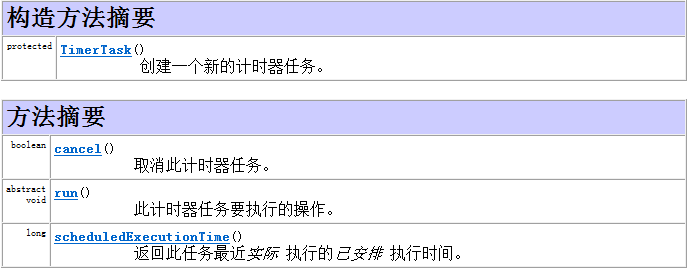 构造方法摘要
protected TimerTask()
创建一个新的计时器任务。
方法摘要
boolean cancel()
取消此计时器任务。
abstract void run()
此计时器任务要执行的操作。
long scheduledExecutionTime()
返回此任务最近实际 执行的已安排 执行时间。